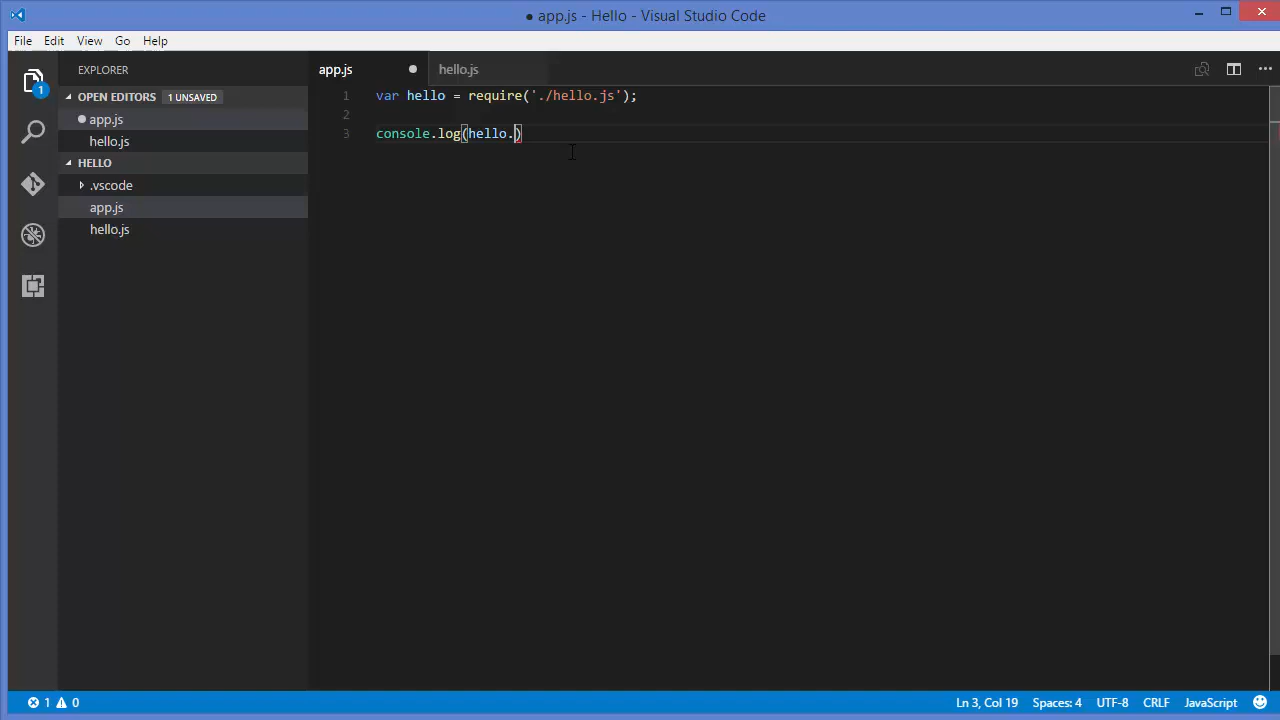 ● app.js - Hello - Visual Studio Code
File Edit View Go Help
EXPLORER
OPEN EDITORS 1 UNSAVED
app.js
hello.js
HELLO
.vscode
app.js
hello.js
1
app.js hello.js
1 var hello = require('./hello.js');
2
3 console.log(hello.)
1 0
Ln 3, Col 19 Spaces: 4 UTF-8 CRLF JavaScript